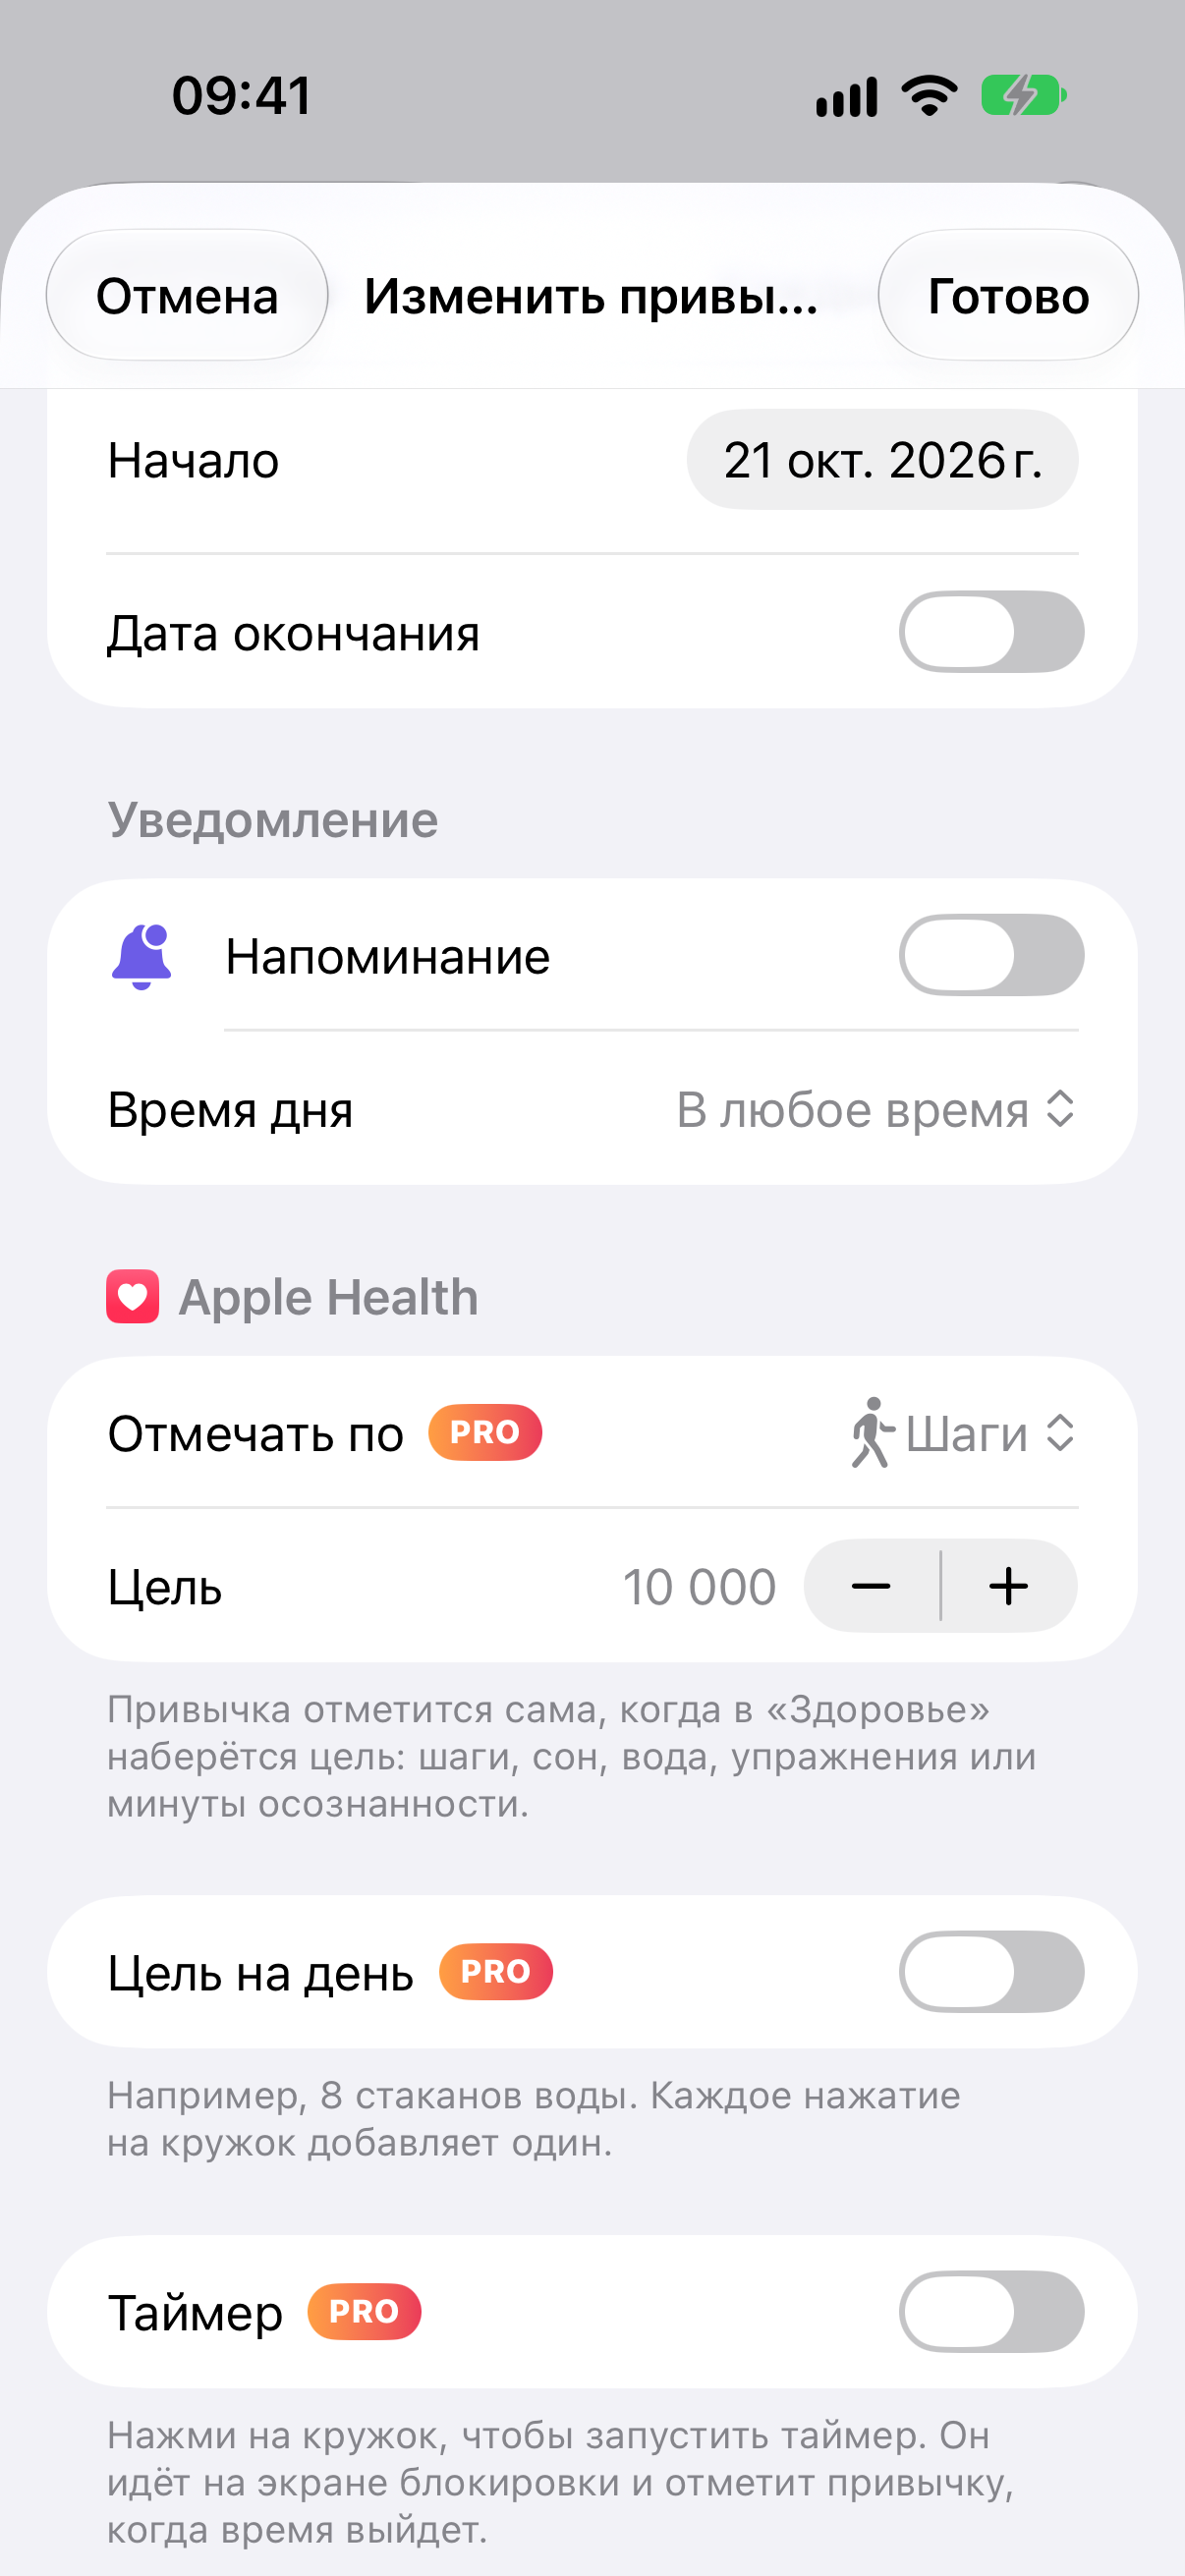 09:41
Отмена
Изменить привы...
Готово
Начало
21 окт. 2026 г.
Дата окончания
Уведомление
Напоминание
Время дня
В любое время
Apple Health
Отмечать по PRO
Шаги
Цель
10 000
Привычка отметится сама, когда в «Здоровье»
наберётся цель: шаги, сон, вода, упражнения или
минуты осознанности.
Цель на день PRO
Например, 8 стаканов воды. Каждое нажатие
на кружок добавляет один.
Таймер PRO
Нажми на кружок, чтобы запустить таймер. Он
идёт на экране блокировки и отметит привычку,
когда время выйдет.